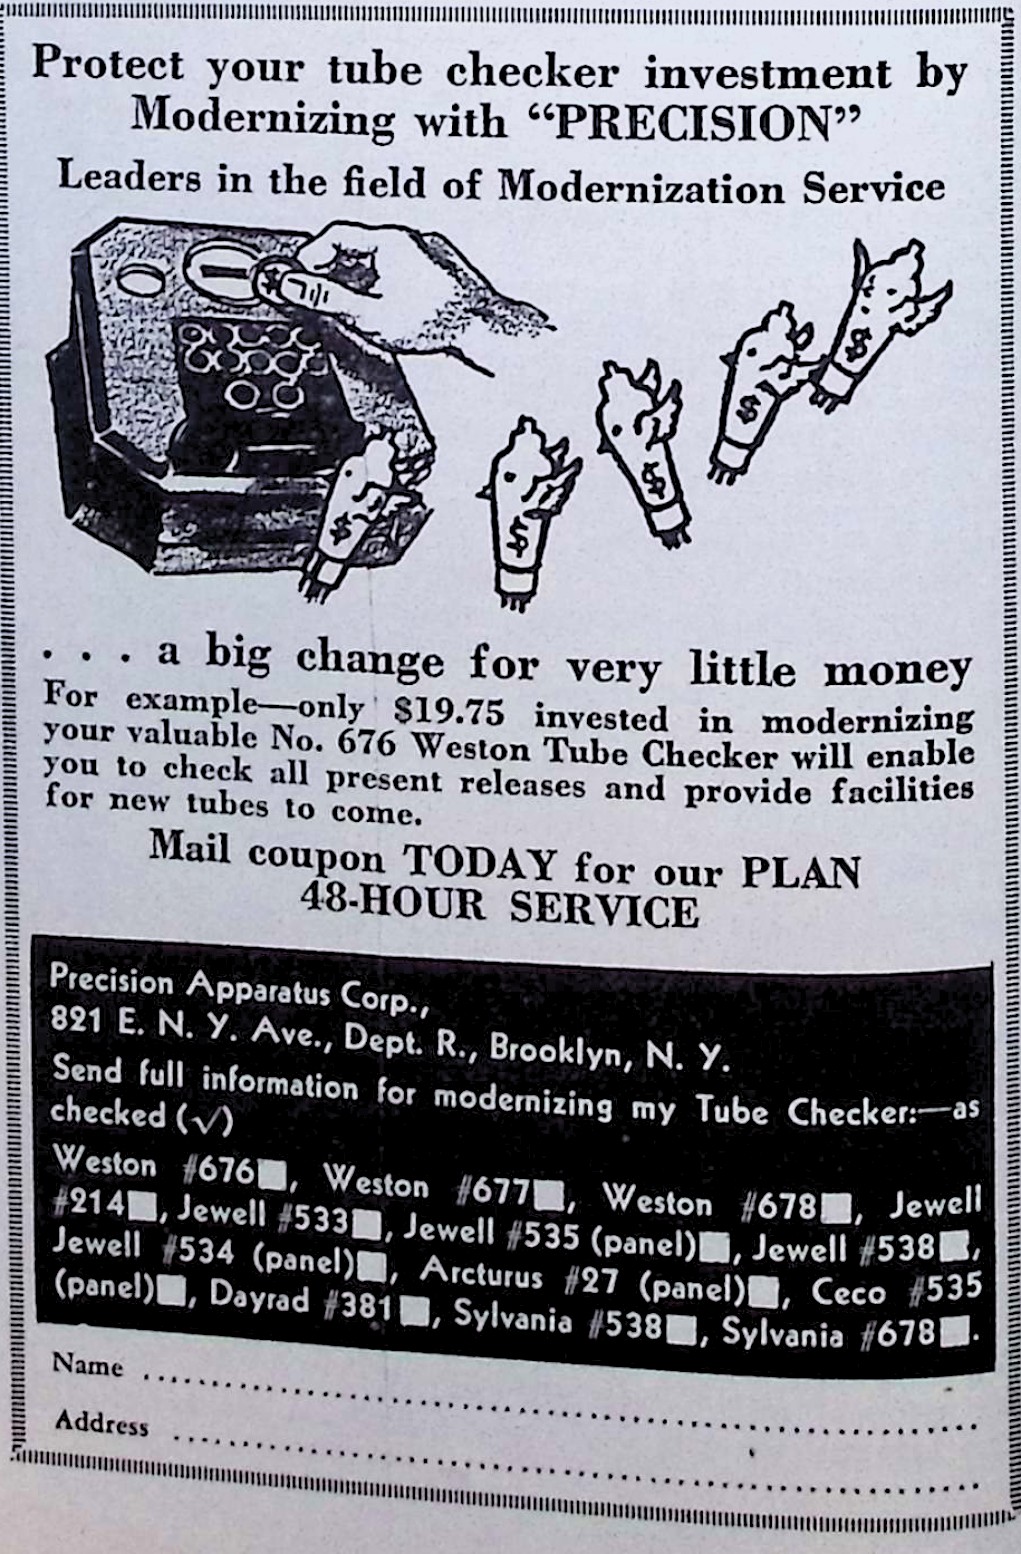 Protect your tube checker investment by
Modernizing with “PRECISION”
Leaders in the field of Modernization Service
$
$
$
$
$
. . . a big change for very little money
For example—only $19.75 invested in modernizing
your valuable No. 676 Weston Tube Checker will enable
you to check all present releases and provide facilities
for new tubes to come.
Mail coupon TODAY for our PLAN
48-HOUR SERVICE
Precision Apparatus Corp.,
821 E. N. Y. Ave., Dept. R., Brooklyn, N. Y.
Send full information for modernizing my Tube Checker:—as
checked (√)
Weston #676■, Weston #677■, Weston #678■, Jewell
#214■, Jewell #533■, Jewell #535 (panel)■, Jewell #538■,
Jewell #534 (panel)■, Arcturus #27 (panel)■, Ceco #535
(panel)■, Dayrad #381■, Sylvania #538■, Sylvania #678■.
Name ........................................
Address ........................................